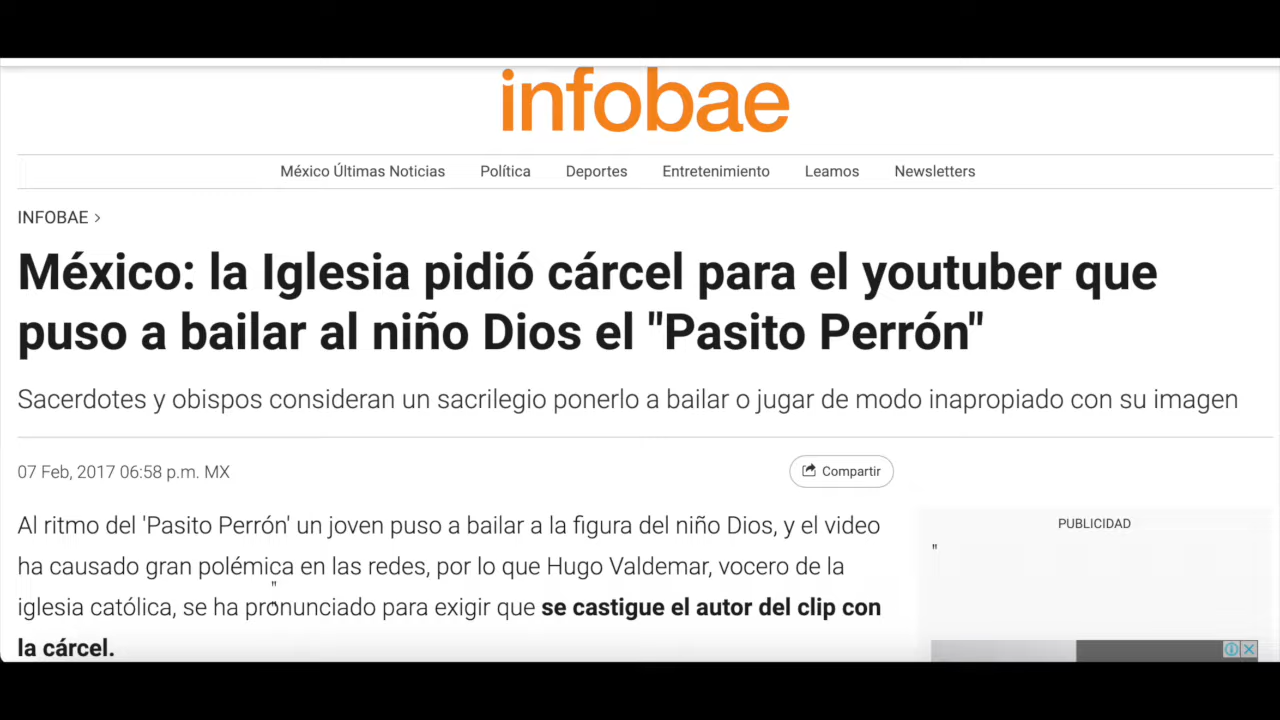 infobae
México Últimas Noticias Política Deportes Entretenimiento Leamos Newsletters
INFOBAE >
México: la Iglesia pidió cárcel para el youtuber que
puso a bailar al niño Dios el "Pasito Perrón"
Sacerdotes y obispos consideran un sacrilegio ponerlo a bailar o jugar de modo inapropiado con su imagen
07 Feb, 2017 06:58 p.m. MX
Compartir
Al ritmo del 'Pasito Perrón' un joven puso a bailar a la figura del niño Dios, y el video
ha causado gran polémica en las redes, por lo que Hugo Valdemar, vocero de la
iglesia católica, se ha pronunciado para exigir que se castigue el autor del clip con
la cárcel.
PUBLICIDAD
"